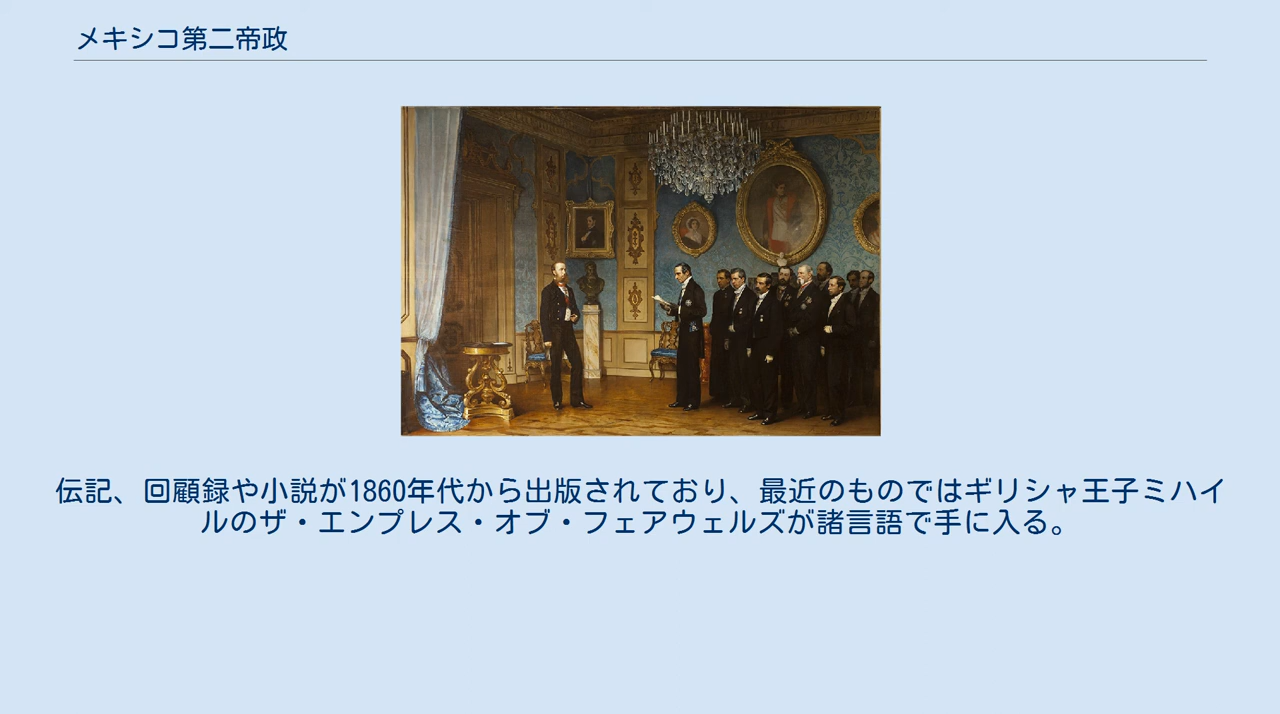 メキシコ第二帝政
伝記、回顧録や小説が1860年代から出版されており、最近のものではギリシャ王子ミハイ
ルのザ・エンプレス・オブ・フェアウェルズが諸言語で手に入る。